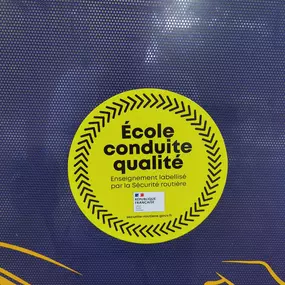 École
conduite
qualité
Enseignement labellisé
par la Sécurité routière
RÉPUBLIQUE
FRANÇAISE